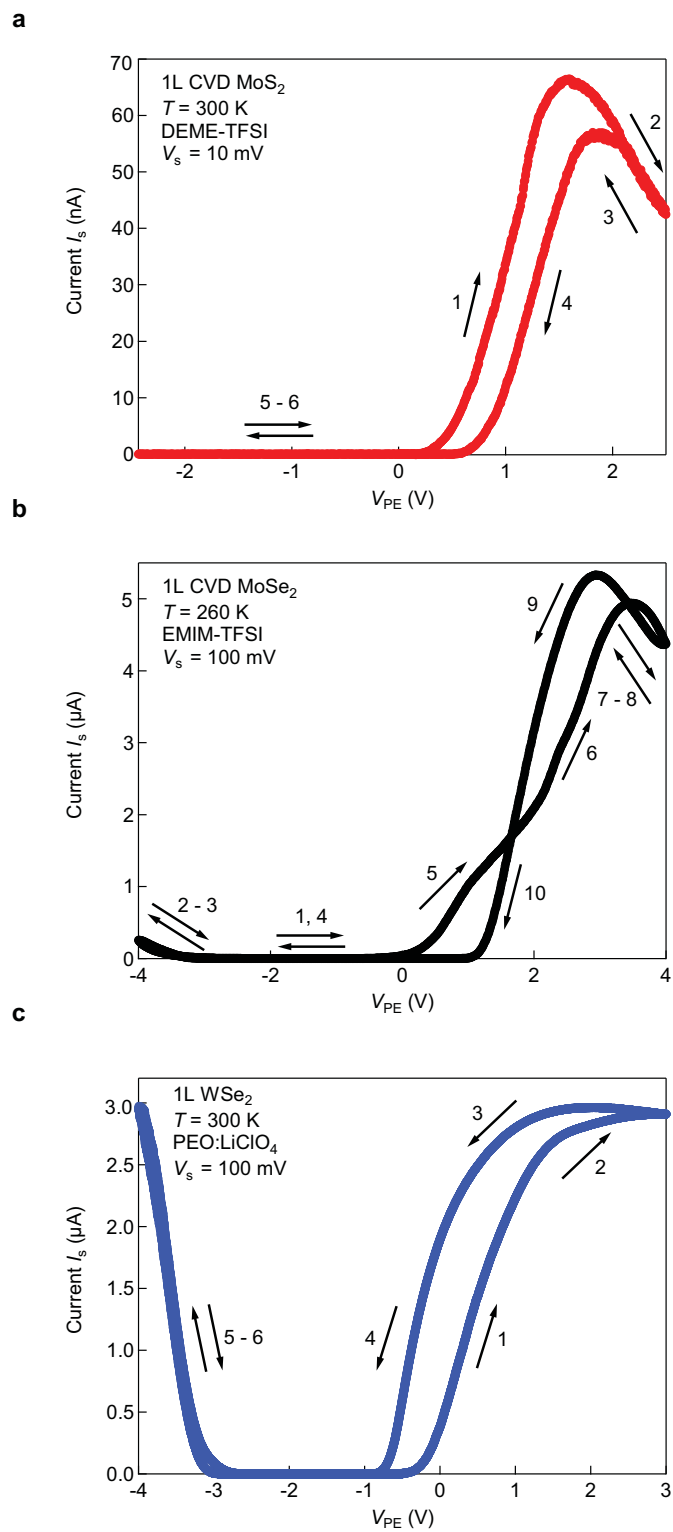 a
70
60
50
40
30
20
10
0
Current Is (nA)
1L CVD MoS2
T = 300 K
DEME-TFSI
Vs = 10 mV
1
2
3
4
5 - 6
-2
-1
0
1
2
VPE (V)
b
5
4
3
2
1
0
Current Is (µA)
1L CVD MoSe2
T = 260 K
EMIM-TFSI
Vs = 100 mV
9
7 - 8
6
5
10
2 - 3
1, 4
-4
-2
0
2
4
VPE (V)
c
3.0
2.5
2.0
1.5
1.0
0.5
0.0
Current Is (µA)
1L WSe2
T = 300 K
PEO:LiClO4
Vs = 100 mV
3
2
5 - 6
4
1
-4
-3
-2
-1
0
1
2
3
VPE (V)